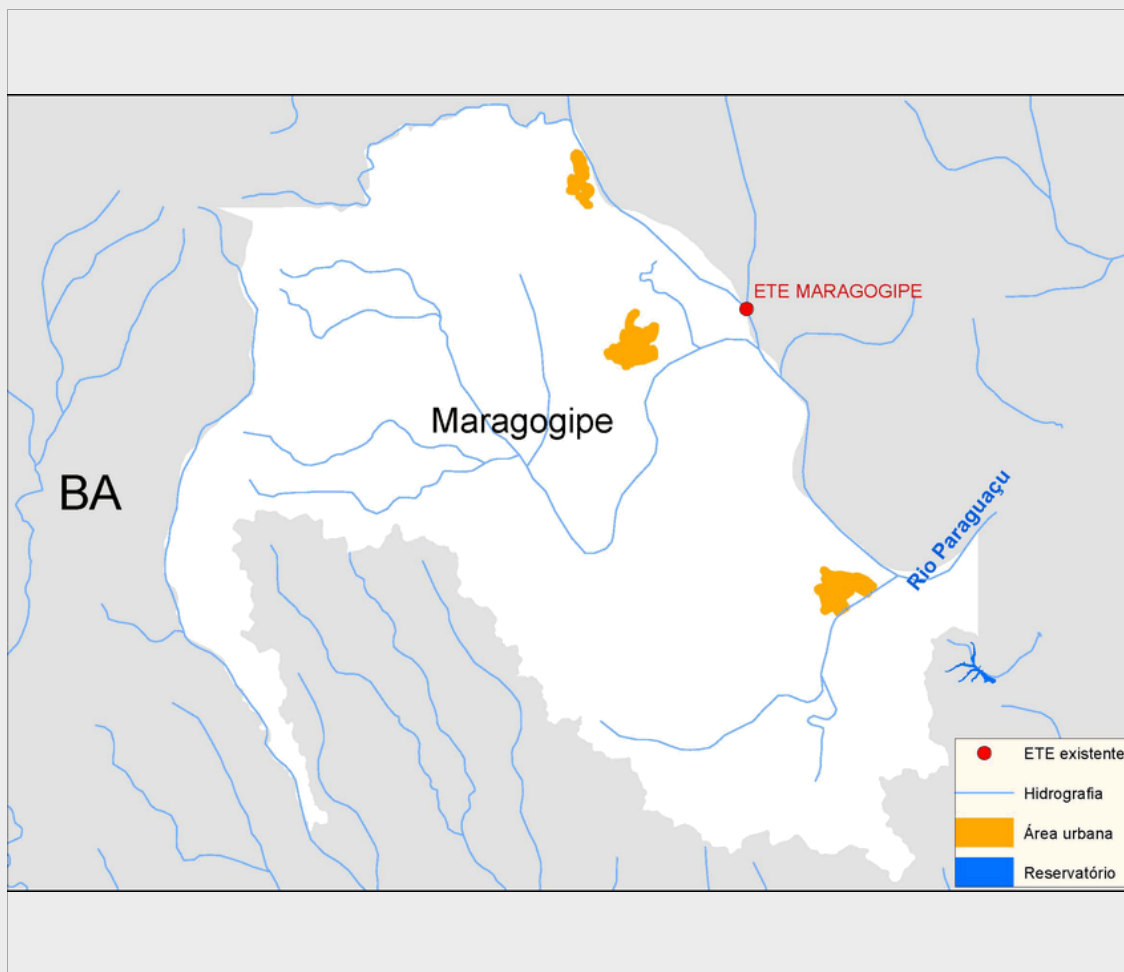 ETE MARAGOGIPE
Maragogipe
BA
Rio Paraguaçu
ETE existente
Hidrografia
Área urbana
Reservatório